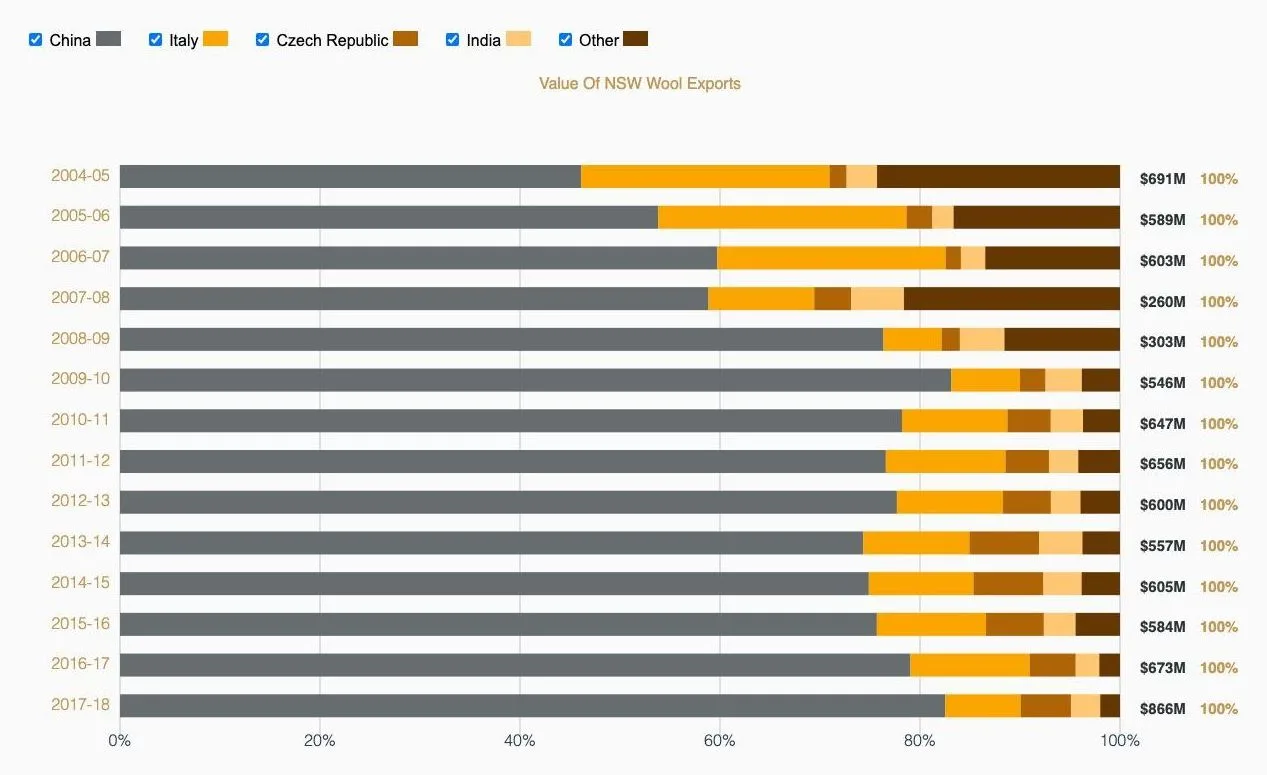 China Italy Czech Republic India Other
Value Of NSW Wool Exports
2004-05 $691M 100%
2005-06 $589M 100%
2006-07 $603M 100%
2007-08 $260M 100%
2008-09 $303M 100%
2009-10 $546M 100%
2010-11 $647M 100%
2011-12 $656M 100%
2012-13 $600M 100%
2013-14 $557M 100%
2014-15 $605M 100%
2015-16 $584M 100%
2016-17 $673M 100%
2017-18 $866M 100%
0% 20% 40% 60% 80% 100%